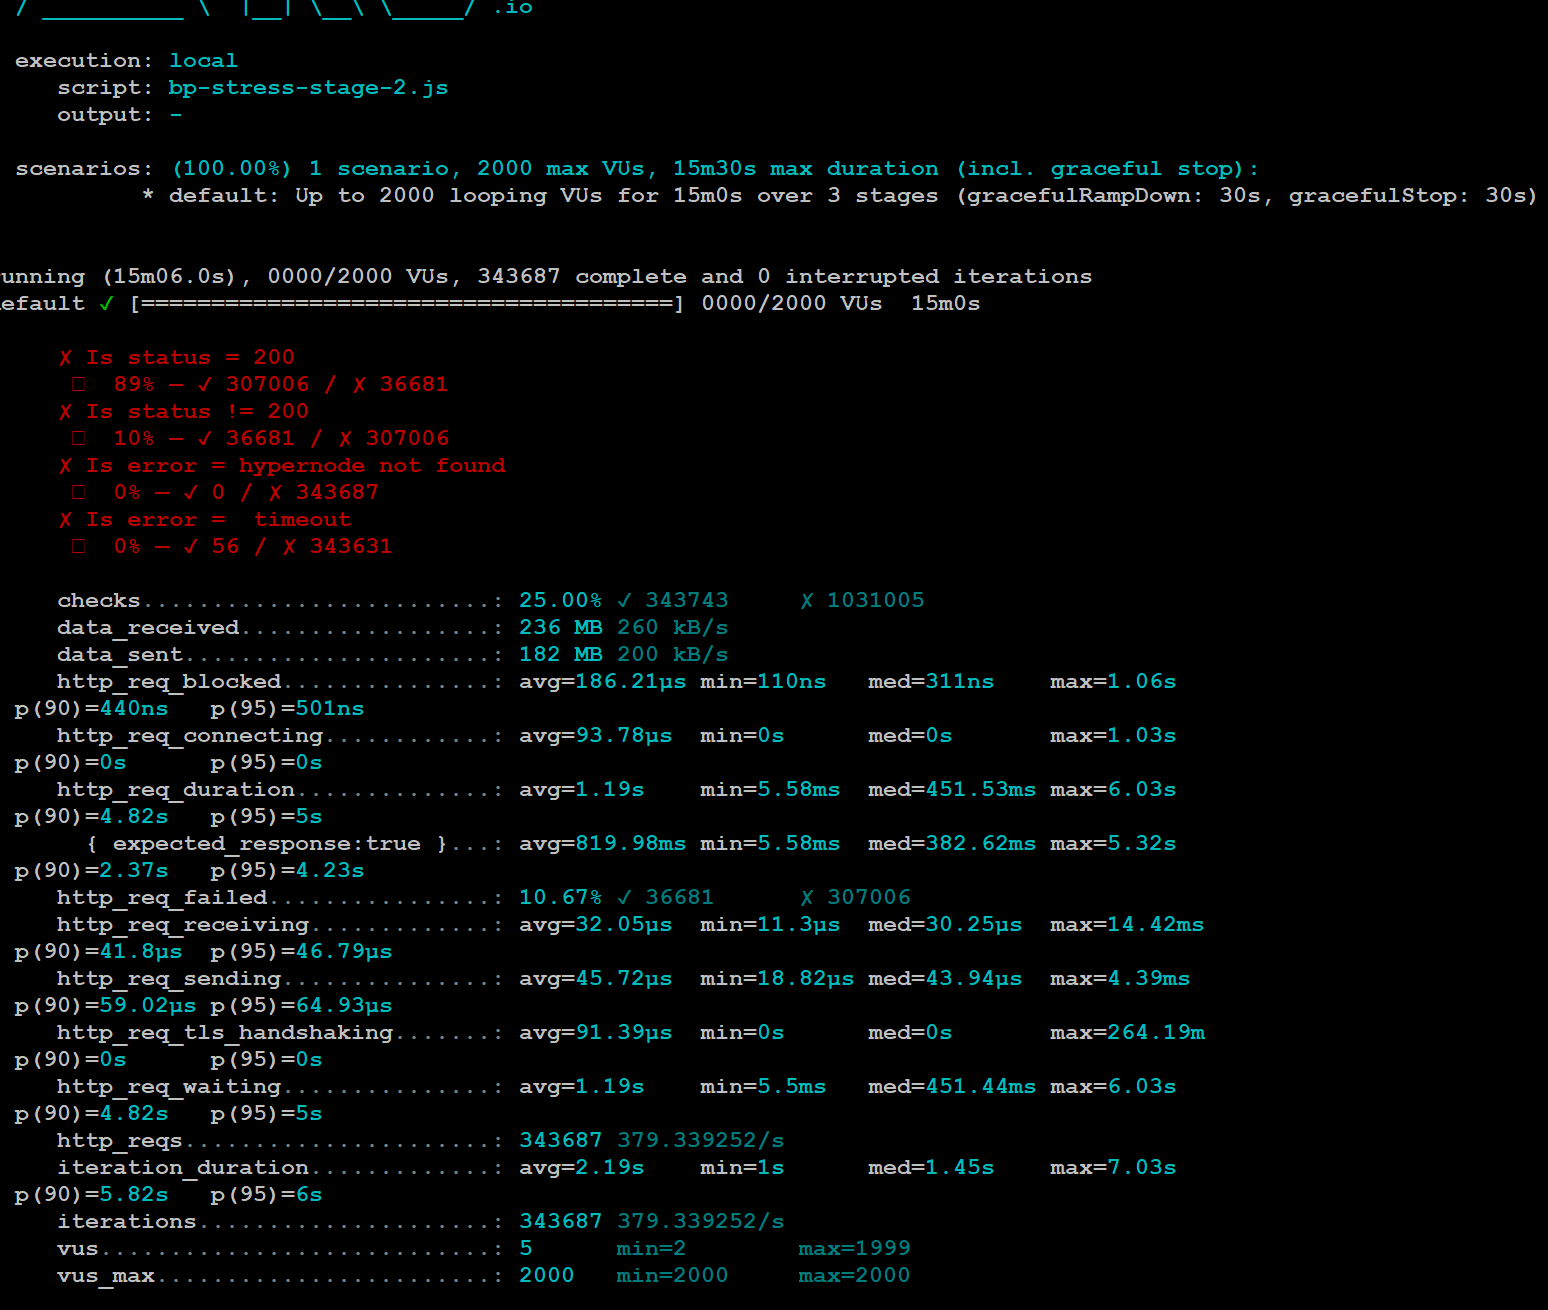 / __________ \  |__| \__\ \_____/ .io
execution: local
script: bp-stress-stage-2.js
output: -
scenarios: (100.00%) 1 scenario, 2000 max VUs, 15m30s max duration (incl. graceful stop):
* default: Up to 2000 looping VUs for 15m0s over 3 stages (gracefulRampDown: 30s, gracefulStop: 30s)
unning (15m06.0s), 0000/2000 VUs, 343687 complete and 0 interrupted iterations
efault ✓ [======================================] 0000/2000 VUs  15m0s
✗ Is status = 200
□  89% — ✓ 307006 / ✗ 36681
✗ Is status != 200
□  10% — ✓ 36681 / ✗ 307006
✗ Is error = hypernode not found
□  0% — ✓ 0 / ✗ 343687
✗ Is error =  timeout
□  0% — ✓ 56 / ✗ 343631
checks.........................: 25.00% ✓ 343743     ✗ 1031005
data_received..................: 236 MB 260 kB/s
data_sent......................: 182 MB 200 kB/s
http_req_blocked...............: avg=186.21µs min=110ns   med=311ns    max=1.06s
p(90)=440ns   p(95)=501ns
http_req_connecting............: avg=93.78µs  min=0s      med=0s       max=1.03s
p(90)=0s      p(95)=0s
http_req_duration..............: avg=1.19s    min=5.58ms  med=451.53ms max=6.03s
p(90)=4.82s   p(95)=5s
{ expected_response:true }...: avg=819.98ms min=5.58ms  med=382.62ms max=5.32s
p(90)=2.37s   p(95)=4.23s
http_req_failed................: 10.67% ✓ 36681      ✗ 307006
http_req_receiving.............: avg=32.05µs  min=11.3µs  med=30.25µs  max=14.42ms
p(90)=41.8µs  p(95)=46.79µs
http_req_sending...............: avg=45.72µs  min=18.82µs med=43.94µs  max=4.39ms
p(90)=59.02µs p(95)=64.93µs
http_req_tls_handshaking.......: avg=91.39µs  min=0s      med=0s       max=264.19m
p(90)=0s      p(95)=0s
http_req_waiting...............: avg=1.19s    min=5.5ms   med=451.44ms max=6.03s
p(90)=4.82s   p(95)=5s
http_reqs......................: 343687 379.339252/s
iteration_duration.............: avg=2.19s    min=1s      med=1.45s    max=7.03s
p(90)=5.82s   p(95)=6s
iterations.....................: 343687 379.339252/s
vus............................: 5      min=2        max=1999
vus_max........................: 2000   min=2000     max=2000